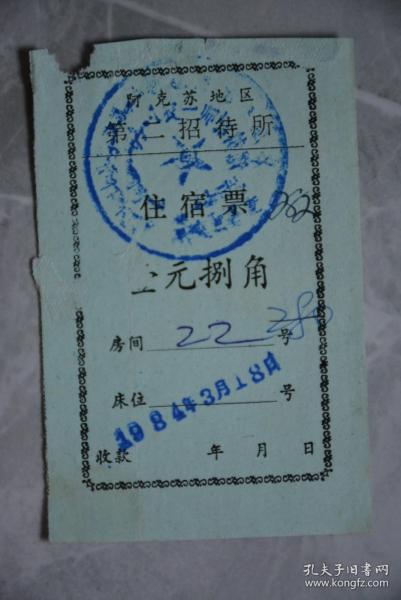 阿克苏地区
第二招待所
住宿票
元捌角
房间 22 号
床住 号
1984年3月18日
收款 年 月 日
孔夫子旧书网
www.kongfz.com